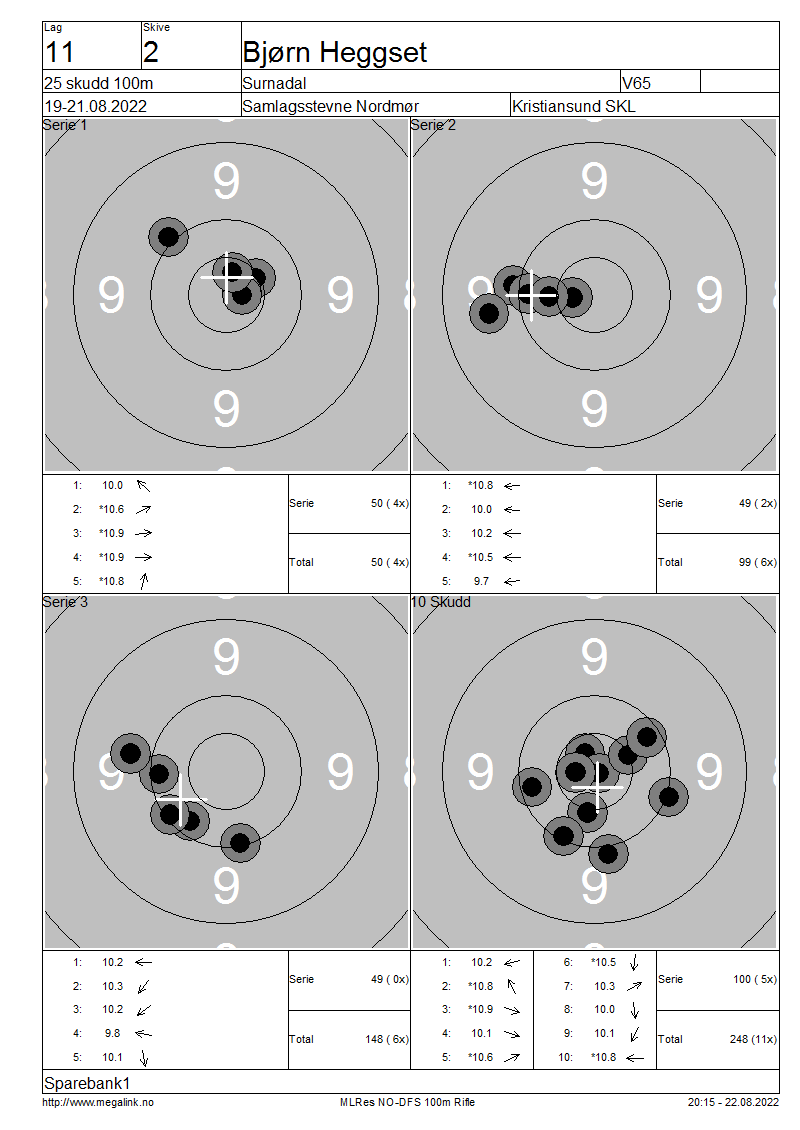 Lag
Skive
11
2
Bjørn Heggset
25 skudd 100m
Surnadal
V65
19-21.08.2022
Samlagsstevne Nordmør
Kristiansund SKL
Serie 1
9
9
9
9
1: 10.0
2: *10.6
3: *10.9
4: *10.9
5: *10.8
Serie 50 ( 4x)
Total 50 ( 4x)
Serie 2
9
9
9
9
1: *10.8
2: 10.0
3: 10.2
4: *10.5
5: 9.7
Serie 49 ( 2x)
Total 99 ( 6x)
Serie 3
9
9
9
9
1: 10.2
2: 10.3
3: 10.2
4: 9.8
5: 10.1
Serie 49 ( 0x)
Total 148 ( 6x)
10 Skudd
9
9
9
9
1: 10.2
2: *10.8
3: *10.9
4: 10.1
5: *10.6
6: *10.5
7: 10.3
8: 10.0
9: 10.1
10: *10.8
Serie 100 ( 5x)
Total 248 (11x)
Sparebank1
http://www.megalink.no
MLRes NO-DFS 100m Rifle
20:15 - 22.08.2022